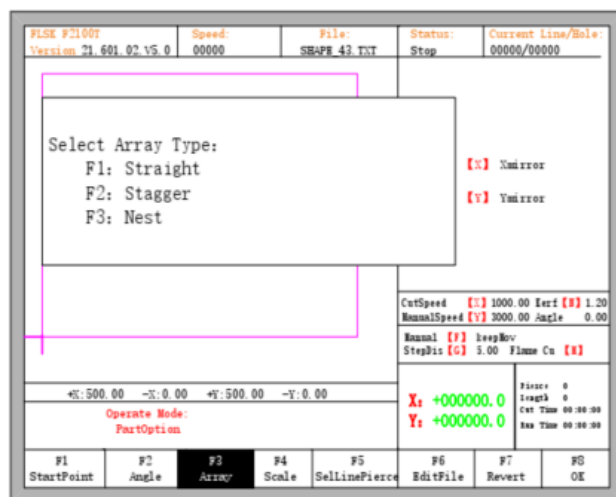 FLSK F2100T Speed: File: Status: Current Line/Hole:
Version 21.601.02.V5.0 00000 SHAPE_43.TXT Stop 00000/00000
Select Array Type:
F1: Straight
F2: Stagger
F3: Nest
【X】 Xmirror
【Y】 Ymirror
CutSpeed 【X】 1000.00 Kerf 【N】 1.20
ManualSpeed 【Y】 3000.00 Angle 0.00
Manual 【F】 keepMov
StepDis 【G】 5.00 Flame Cu 【M】
+X:500.00 -X:0.00 +Y:500.00 -Y:0.00
Operate Mode:
PartOption
X: +000000.0
Y: +000000.0
Pierce 0
Length 0
Cut Time 00:00:00
Run Time 00:00:00
F1 F2 F3 F4 F5 F6 F7 F8
StartPoint Angle Array Scale SelLinePierce EditFile Revert OK